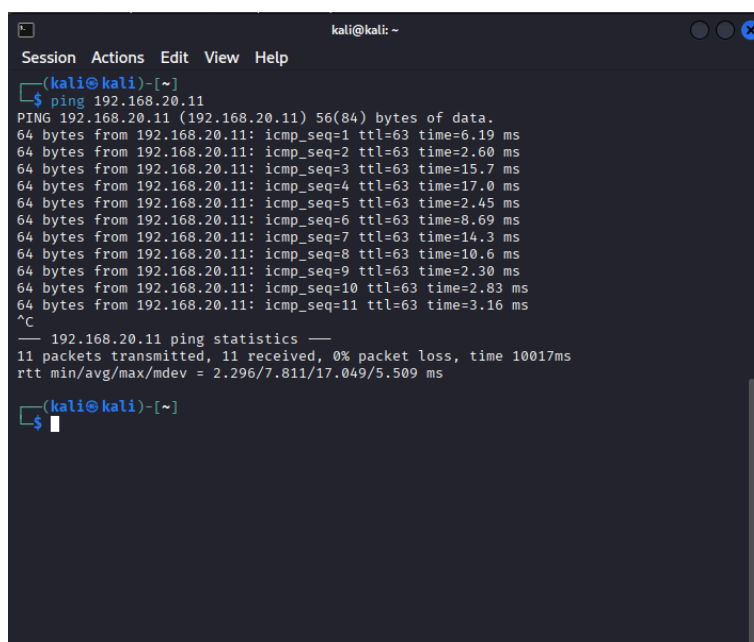 kali@kali: ~
Session Actions Edit View Help
┌──(kali㉿kali)-[~]
└─$ ping 192.168.20.11
PING 192.168.20.11 (192.168.20.11) 56(84) bytes of data.
64 bytes from 192.168.20.11: icmp_seq=1 ttl=63 time=6.19 ms
64 bytes from 192.168.20.11: icmp_seq=2 ttl=63 time=2.60 ms
64 bytes from 192.168.20.11: icmp_seq=3 ttl=63 time=15.7 ms
64 bytes from 192.168.20.11: icmp_seq=4 ttl=63 time=17.0 ms
64 bytes from 192.168.20.11: icmp_seq=5 ttl=63 time=2.45 ms
64 bytes from 192.168.20.11: icmp_seq=6 ttl=63 time=8.69 ms
64 bytes from 192.168.20.11: icmp_seq=7 ttl=63 time=14.3 ms
64 bytes from 192.168.20.11: icmp_seq=8 ttl=63 time=10.6 ms
64 bytes from 192.168.20.11: icmp_seq=9 ttl=63 time=2.30 ms
64 bytes from 192.168.20.11: icmp_seq=10 ttl=63 time=2.83 ms
64 bytes from 192.168.20.11: icmp_seq=11 ttl=63 time=3.16 ms
^C
--- 192.168.20.11 ping statistics ---
11 packets transmitted, 11 received, 0% packet loss, time 10017ms
rtt min/avg/max/mdev = 2.296/7.811/17.049/5.509 ms
┌──(kali㉿kali)-[~]
└─$